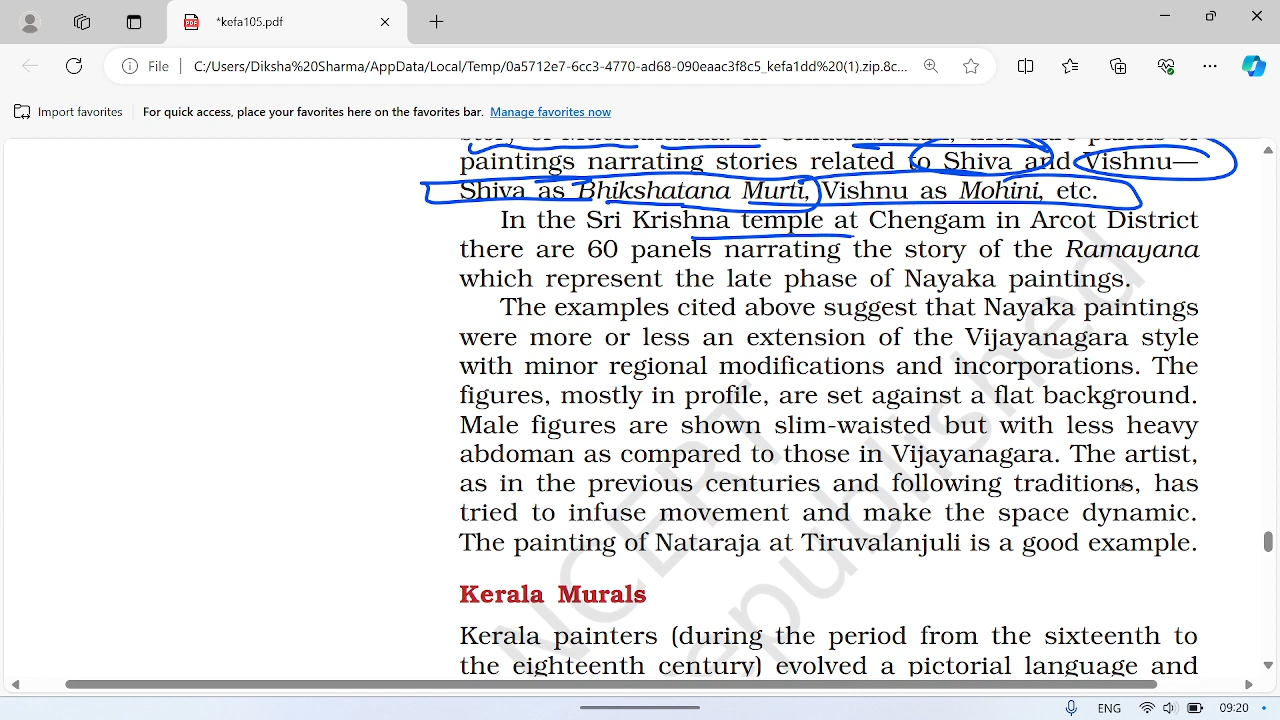 *kefa105.pdf
File
C:/Users/Diksha%20Sharma/AppData/Local/Temp/0a5712e7-6cc3-4770-ad68-090eaac3f8c5_kefa1dd%20(1).zip.8c...
Import favorites
For quick access, place your favorites here on the favorites bar. Manage favorites now
paintings narrating stories related to Shiva and Vishnu—
Shiva as Bhikshatana Murti, Vishnu as Mohini, etc.
In the Sri Krishna temple at Chengam in Arcot District
there are 60 panels narrating the story of the Ramayana
which represent the late phase of Nayaka paintings.
The examples cited above suggest that Nayaka paintings
were more or less an extension of the Vijayanagara style
with minor regional modifications and incorporations. The
figures, mostly in profile, are set against a flat background.
Male figures are shown slim-waisted but with less heavy
abdoman as compared to those in Vijayanagara. The artist,
as in the previous centuries and following traditions, has
tried to infuse movement and make the space dynamic.
The painting of Nataraja at Tiruvalanjuli is a good example.
Kerala Murals
Kerala painters (during the period from the sixteenth to
the eighteenth century) evolved a pictorial language and
NCERT
republished
ENG
09:20